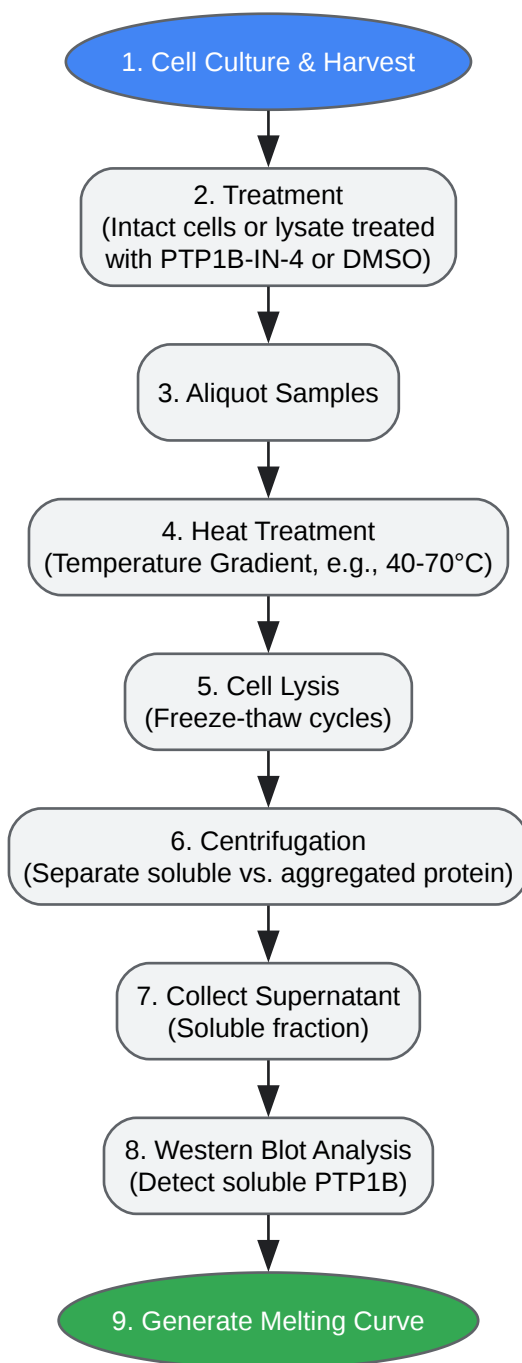 1. Cell Culture & Harvest
2. Treatment
(Intact cells or lysate treated
with PTP1B-IN-4 or DMSO)
3. Aliquot Samples
4. Heat Treatment
(Temperature Gradient, e.g., 40-70°C)
5. Cell Lysis
(Freeze-thaw cycles)
6. Centrifugation
(Separate soluble vs. aggregated protein)
7. Collect Supernatant
(Soluble fraction)
8. Western Blot Analysis
(Detect soluble PTP1B)
9. Generate Melting Curve